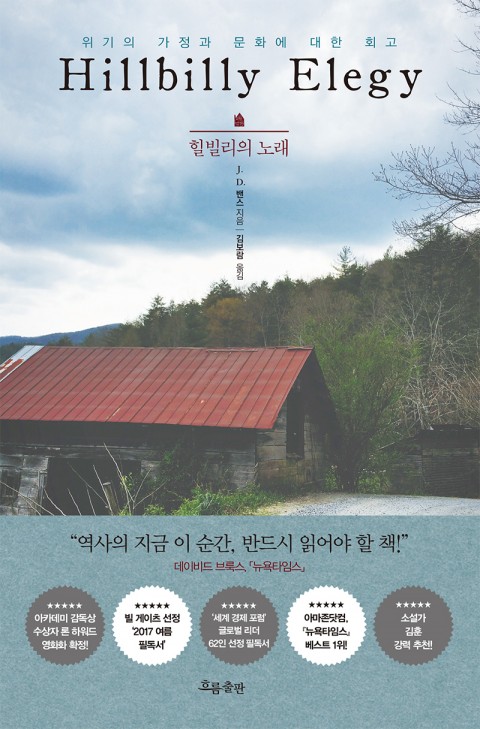 위기의 가정과 문화에 대한 회고
Hillbilly Elegy
힐빌리의 노래
J. D. 밴스 지음 | 김보람 옮김
“역사의 지금 이 순간, 반드시 읽어야 할 책!”
데이비드 브룩스, 「뉴욕타임스」
★★★★★
아카데미 감독상
수상자 론 하워드
영화화 확정!
★★★★★
빌 게이츠 선정
‘2017 여름
필독서’
★★★★★
‘세계 경제 포럼’
글로벌 리더
62인 선정 필독서
★★★★★
아마존닷컴,
「뉴욕타임스」
베스트 1위!
★★★★★
소설가
김훈
강력 추천!
흐름출판